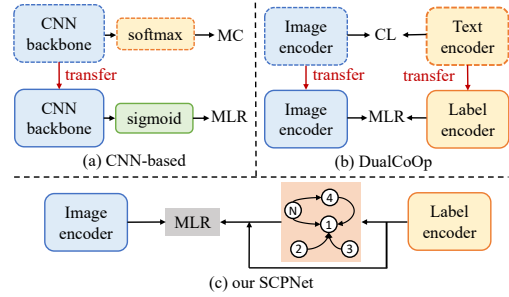 CNN
backbone
softmax
MC
transfer
CNN
backbone
sigmoid
MLR
(a) CNN-based
Image
encoder
CL
Text
encoder
transfer
transfer
Image
encoder
MLR
Label
encoder
(b) DualCoOp
Image
encoder
MLR
N
4
1
2
3
Label
encoder
(c) our SCPNet